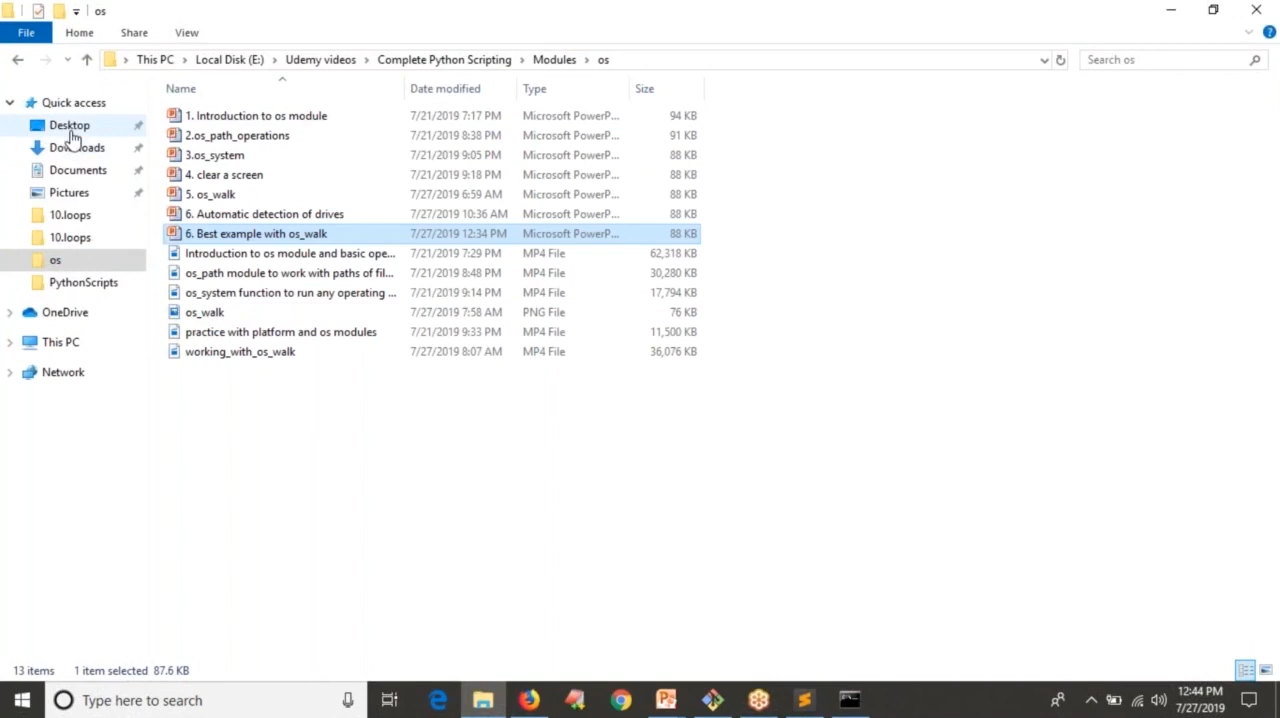 os
File Home Share View
This PC Local Disk (E:) Udemy videos Complete Python Scripting Modules os
Search os
Name Date modified Type Size
Quick access
Desktop
Downloads
Documents
Pictures
10.loops
10.loops
os
PythonScripts
OneDrive
This PC
Network
1. Introduction to os module 7/21/2019 7:17 PM Microsoft PowerP... 94 KB
2.os_path_operations 7/21/2019 8:38 PM Microsoft PowerP... 91 KB
3.os_system 7/21/2019 9:05 PM Microsoft PowerP... 88 KB
4. clear a screen 7/21/2019 9:18 PM Microsoft PowerP... 88 KB
5. os_walk 7/27/2019 6:59 AM Microsoft PowerP... 88 KB
6. Automatic detection of drives 7/27/2019 10:36 AM Microsoft PowerP... 88 KB
6. Best example with os_walk 7/27/2019 12:34 PM Microsoft PowerP... 88 KB
Introduction to os module and basic ope... 7/21/2019 7:29 PM MP4 File 62,318 KB
os_path module to work with paths of fil... 7/21/2019 8:48 PM MP4 File 30,280 KB
os_system function to run any operating ... 7/21/2019 9:14 PM MP4 File 17,794 KB
os_walk 7/27/2019 7:58 AM PNG File 76 KB
practice with platform and os modules 7/21/2019 9:33 PM MP4 File 11,500 KB
working_with_os_walk 7/27/2019 8:07 AM MP4 File 36,076 KB
13 items 1 item selected 87.6 KB
Type here to search
12:44 PM
7/27/2019